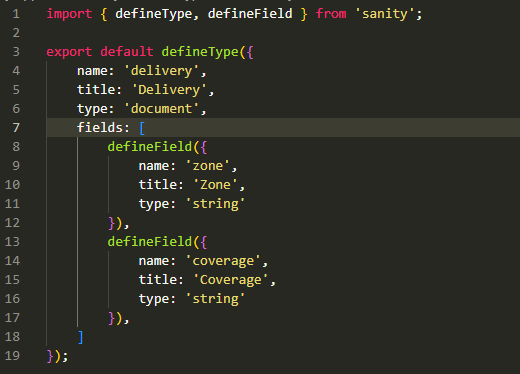 1 import { defineType, defineField } from 'sanity';
2
3 export default defineType({
4     name: 'delivery',
5     title: 'Delivery',
6     type: 'document',
7     fields: [
8         defineField({
9             name: 'zone',
10             title: 'Zone',
11             type: 'string'
12         }),
13         defineField({
14             name: 'coverage',
15             title: 'Coverage',
16             type: 'string'
17         }),
18     ]
19 });